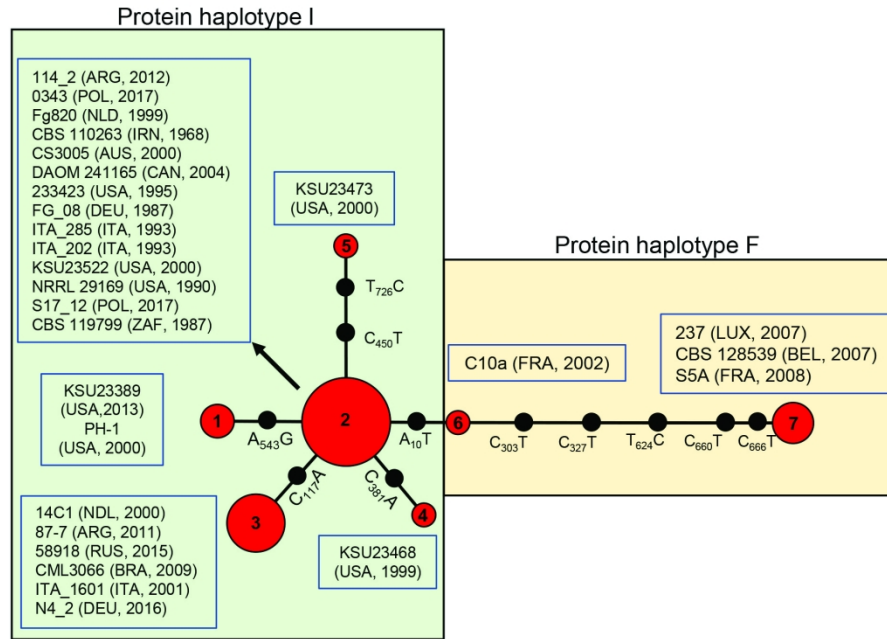 Protein haplotype I
114_2 (ARG, 2012)
0343 (POL, 2017)
Fg820 (NLD, 1999)
CBS 110263 (IRN, 1968)
CS3005 (AUS, 2000)
DAOM 241165 (CAN, 2004)
233423 (USA, 1995)
FG_08 (DEU, 1987)
ITA_285 (ITA, 1993)
ITA_202 (ITA, 1993)
KSU23522 (USA, 2000)
NRRL 29169 (USA, 1990)
S17_12 (POL, 2017)
CBS 119799 (ZAF, 1987)
KSU23473
(USA, 2000)
5
T726C
C450T
Protein haplotype F
C10a (FRA, 2002)
237 (LUX, 2007)
CBS 128539 (BEL, 2007)
S5A (FRA, 2008)
KSU23389
(USA,2013)
PH-1
(USA, 2000)
1
A543G
2
A10T
6
C303T
C327T
T624C
C660T
C666T
7
C117A
3
C381A
4
14C1 (NDL, 2000)
87-7 (ARG, 2011)
58918 (RUS, 2015)
CML3066 (BRA, 2009)
ITA_1601 (ITA, 2001)
N4_2 (DEU, 2016)
KSU23468
(USA, 1999)